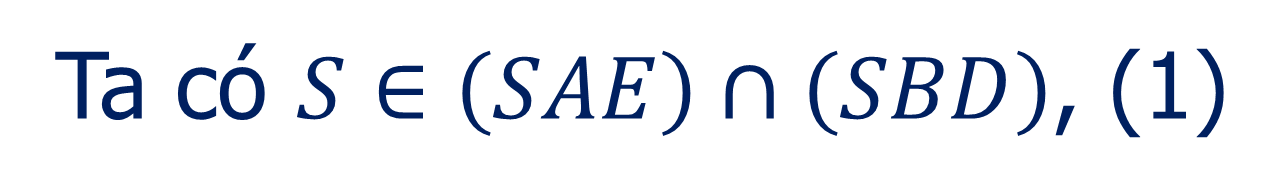 Ta có 𝑆 ∈ (𝑆𝐴𝐸) ∩ (𝑆𝐵𝐷), (1)